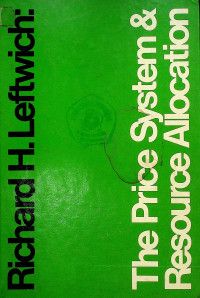 Richard H. Leftwich:
The Price System &
Resource Allocation